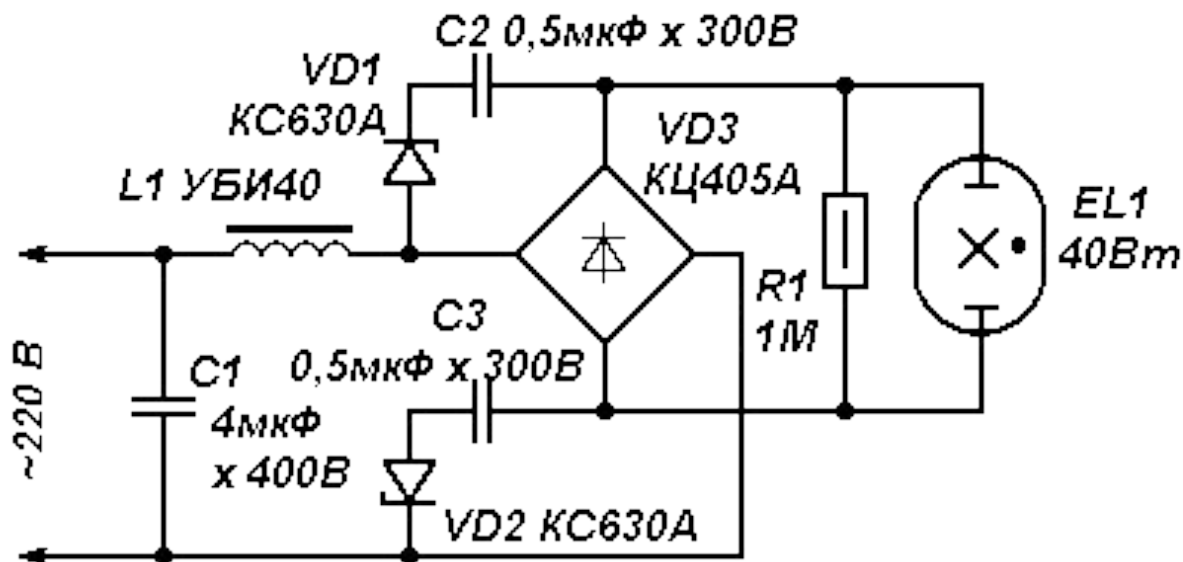 C2 0,5мкФ x 300В
VD1
КС630А
VD3
КЦ405А
L1 УБИ40
EL1
40Вт
R1
1М
C3
0,5мкФ x 300В
C1
4мкФ
x 400В
~220 В
VD2 КС630А